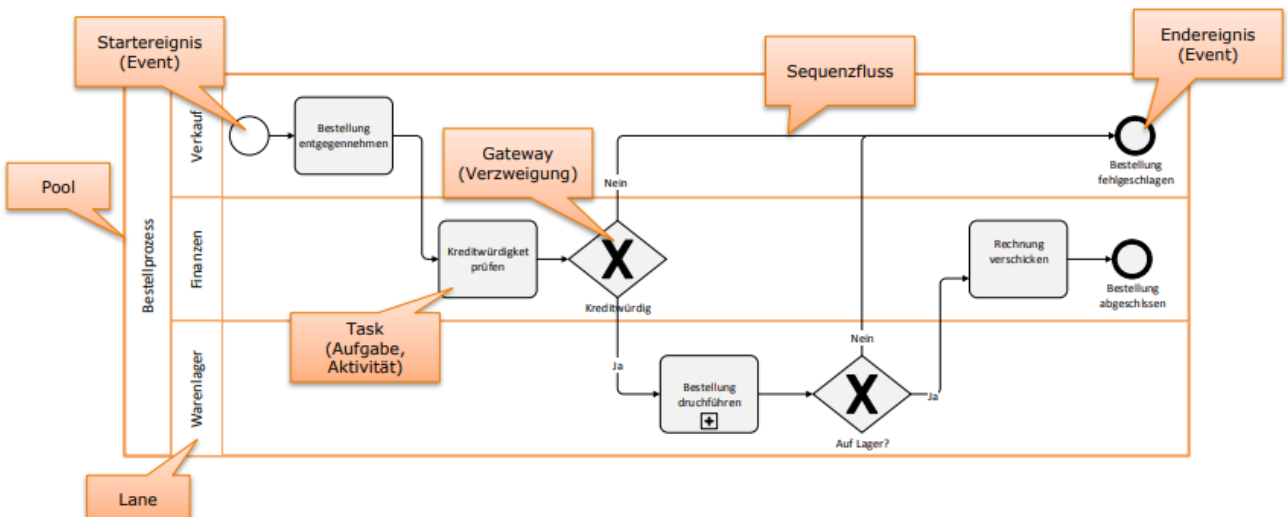 Startereignis
(Event)
Endereignis
(Event)
Sequenzfluss
Verkauf
Bestellung
entgegennehmen
Gateway
(Verzweigung)
Nein
Bestellung
fehlgeschlagen
Pool
Bestellprozess
Finanzen
Kreditwürdigket
prüfen
X
Kreditwürdig
Rechnung
verschicken
Bestellung
abgeschlssen
Task
(Aufgabe,
Aktivität)
Warenlager
Ja
Bestellung
druchführen
Nein
X
Ja
Auf Lager?
Lane